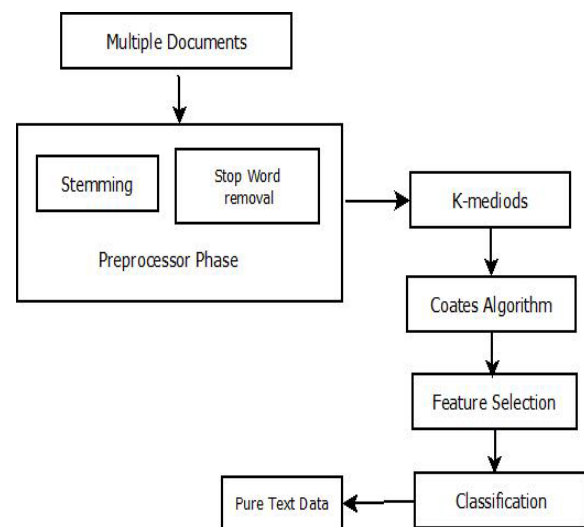 Multiple Documents
Stemming
Stop Word
removal
Preprocessor Phase
K-mediods
Coates Algorithm
Feature Selection
Classification
Pure Text Data